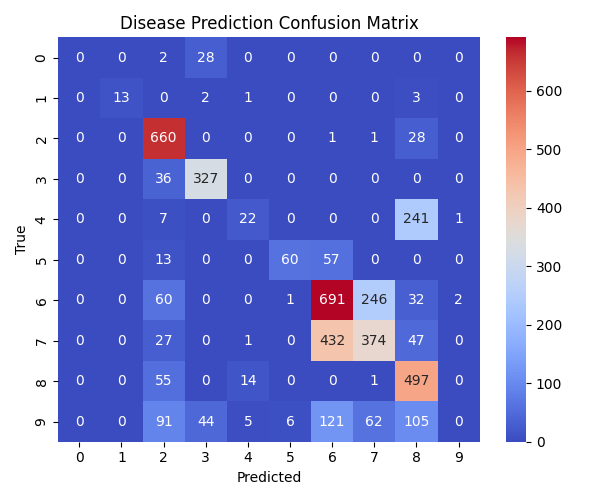 Disease Prediction Confusion Matrix
0 0 0 2 28 0 0 0 0 0 0
1 0 13 0 2 1 0 0 0 3 0
2 0 0 660 0 0 0 1 1 28 0
3 0 0 36 327 0 0 0 0 0 0
4 0 0 7 0 22 0 0 0 241 1
5 0 0 13 0 0 60 57 0 0 0
6 0 0 60 0 0 1 691 246 32 2
7 0 0 27 0 1 0 432 374 47 0
8 0 0 55 0 14 0 0 1 497 0
9 0 0 91 44 5 6 121 62 105 0
0 1 2 3 4 5 6 7 8 9
Predicted
True
600
500
400
300
200
100
0